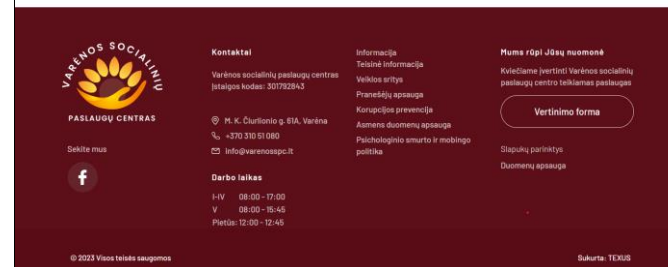 VARĖNOS SOCIALINIŲ
PASLAUGŲ CENTRAS
Sekite mus
f
Kontaktai
Varėnos socialinių paslaugų centras
Įstaigos kodas: 301792843
M. K. Čiurlionio g. 61A, Varėna
+370 310 51 080
info@varenosspc.lt
Darbo laikas
I-IV 08:00 - 17:00
V 08:00 - 15:45
Pietūs: 12:00 - 12:45
Informacija
Teisinė informacija
Veiklos sritys
Pranešėjų apsauga
Korupcijos prevencija
Asmens duomenų apsauga
Psichologinio smurto ir mobingo
politika
Mums rūpi Jūsų nuomonė
Kviečiame įvertinti Varėnos socialinių
paslaugų centro teikiamas paslaugas
Vertinimo forma
Slapukų parinktys
Duomenų apsauga
© 2023 Visos teisės saugomos
Sukurta: TEXUS